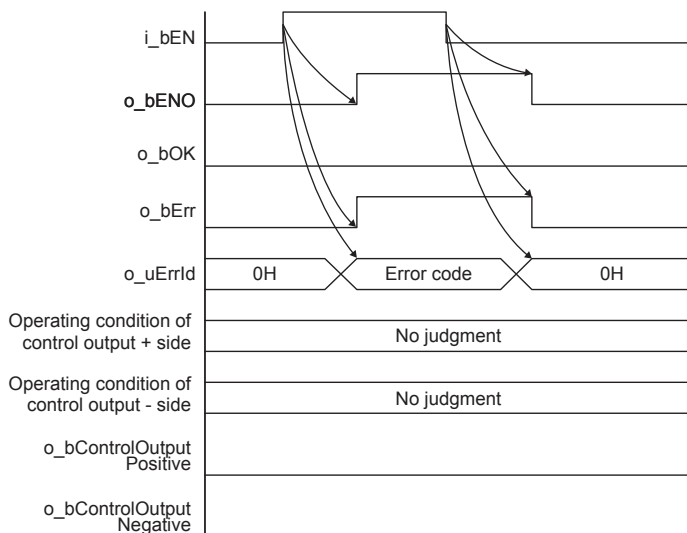 i_bEN
o_bENO
o_bOK
o_bErr
o_uErrId
0H
Error code
0H
Operating condition of
control output + side
No judgment
Operating condition of
control output - side
No judgment
o_bControlOutput
Positive
o_bControlOutput
Negative